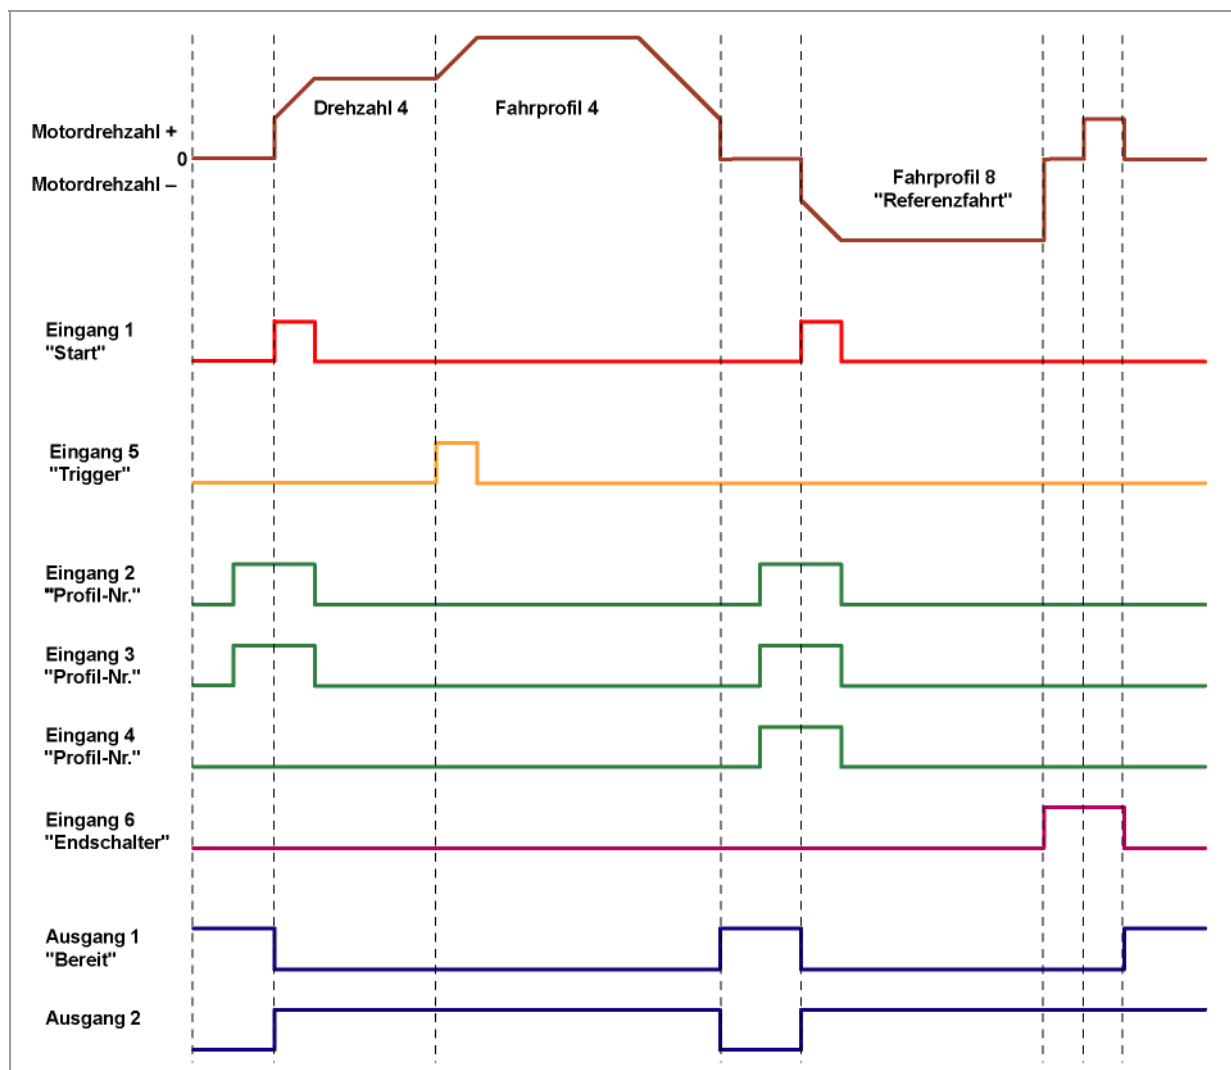 Drehzahl 4
Fahrprofil 4
Motordrehzahl +
0
Motordrehzahl –
Fahrprofil 8
"Referenzfahrt"
Eingang 1
"Start"
Eingang 5
"Trigger"
Eingang 2
"Profil-Nr."
Eingang 3
"Profil-Nr."
Eingang 4
"Profil-Nr."
Eingang 6
"Endschalter"
Ausgang 1
"Bereit"
Ausgang 2